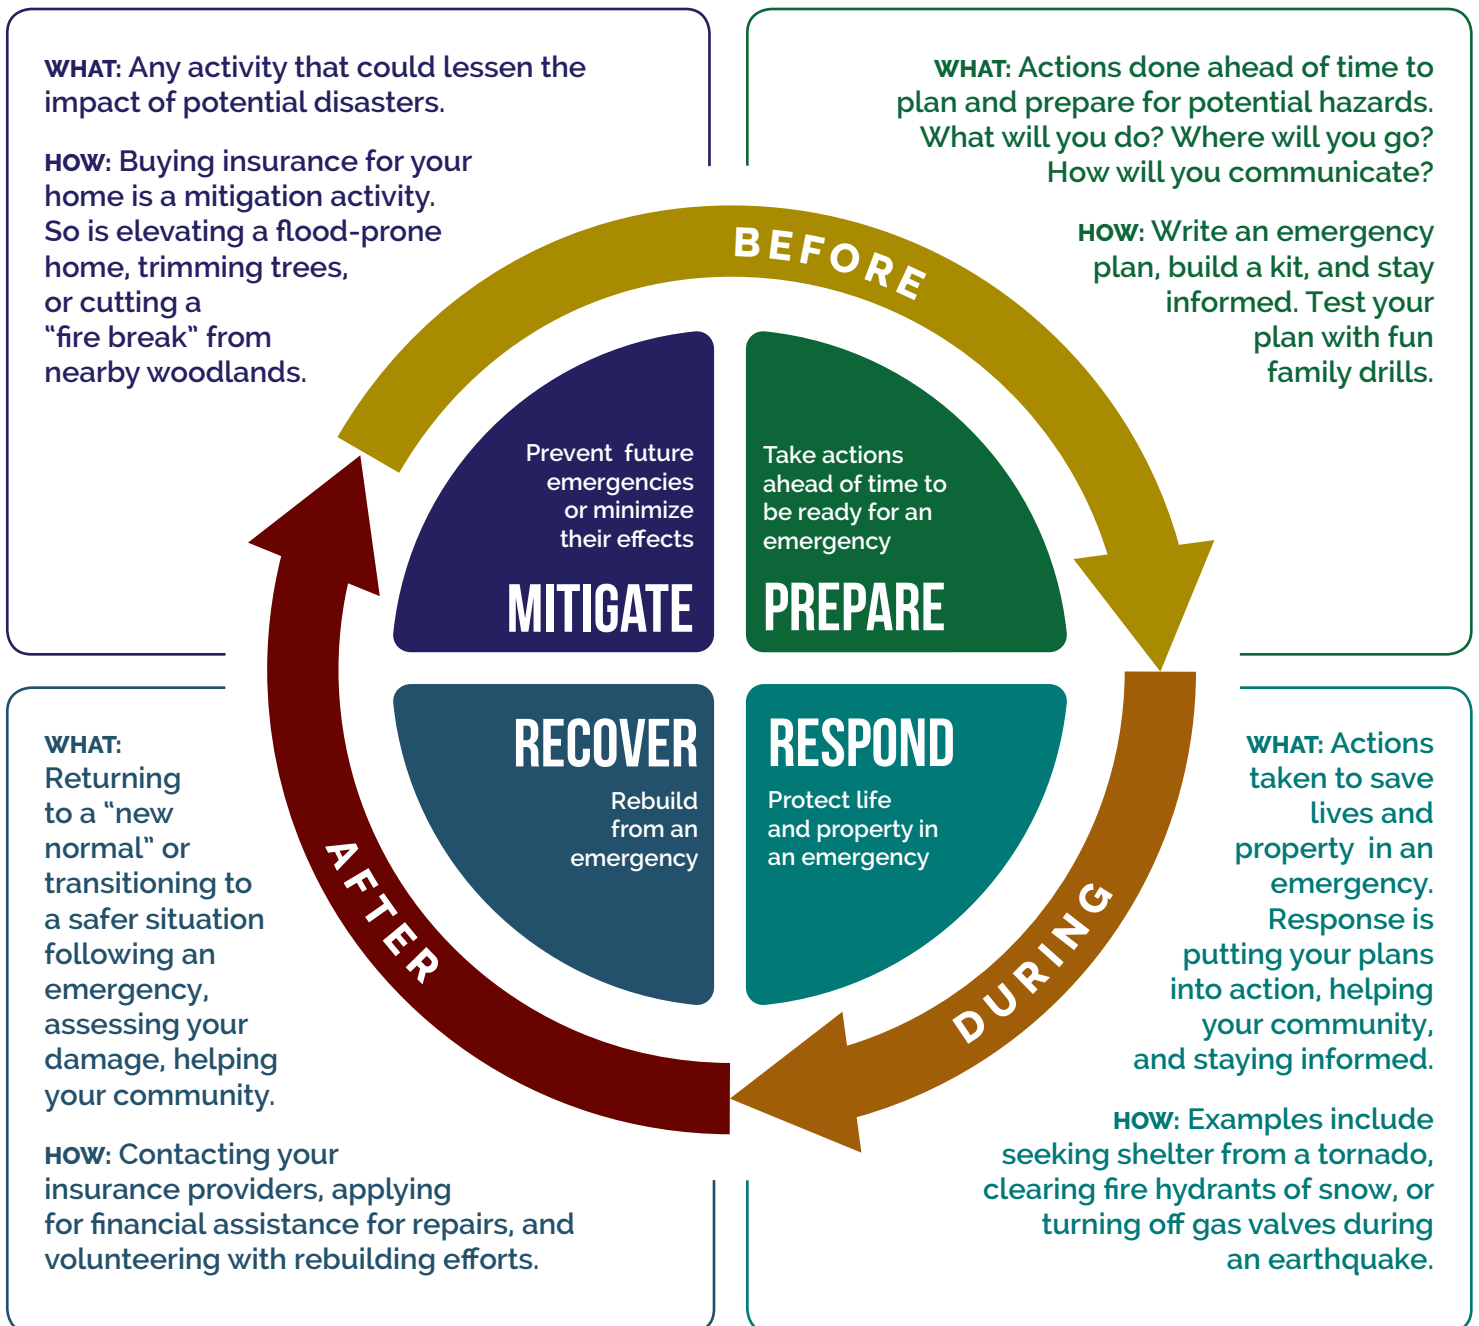 WHAT: Any activity that could lessen the
impact of potential disasters.
HOW: Buying insurance for your
home is a mitigation activity.
So is elevating a flood-prone
home, trimming trees,
or cutting a
“fire break” from
nearby woodlands.
WHAT: Actions done ahead of time to
plan and prepare for potential hazards.
What will you do? Where will you go?
How will you communicate?
HOW: Write an emergency
plan, build a kit, and stay
informed. Test your
plan with fun
family drills.
BEFORE
Prevent future
emergencies
or minimize
their effects
MITIGATE
Take actions
ahead of time to
be ready for an
emergency
PREPARE
RECOVER
Rebuild
from an
emergency
RESPOND
Protect life
and property in
an emergency
AFTER
DURING
WHAT:
Returning
to a “new
normal” or
transitioning to
a safer situation
following an
emergency,
assessing your
damage, helping
your community.
HOW: Contacting your
insurance providers, applying
for financial assistance for repairs, and
volunteering with rebuilding efforts.
WHAT: Actions
taken to save
lives and
property in an
emergency.
Response is
putting your plans
into action, helping
your community,
and staying informed.
HOW: Examples include
seeking shelter from a tornado,
clearing fire hydrants of snow, or
turning off gas valves during
an earthquake.